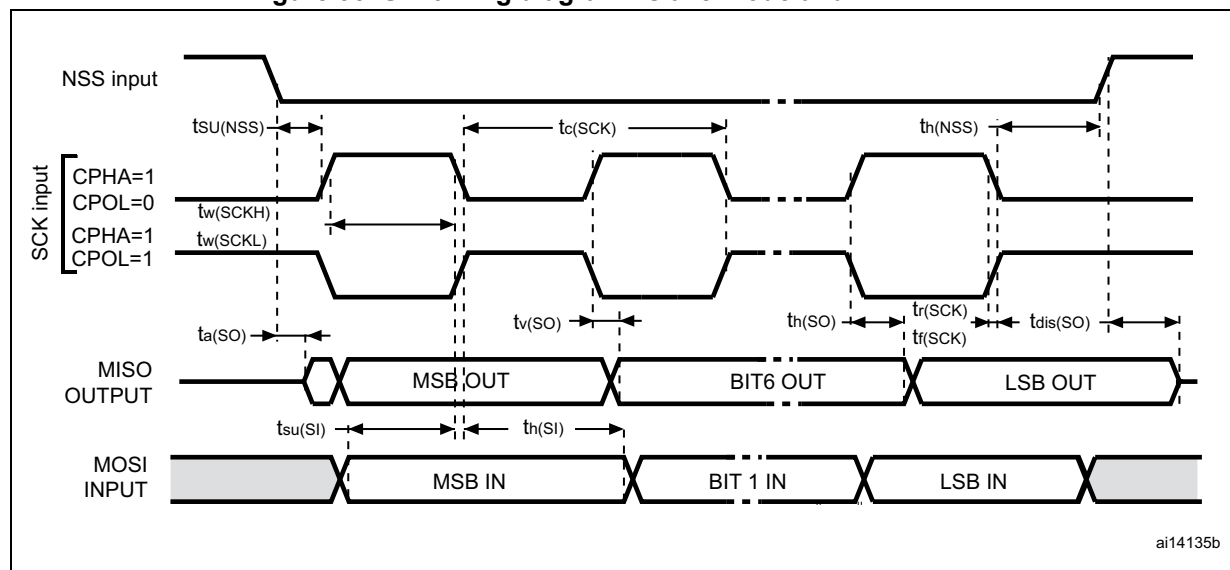 NSS input
tSU(NSS)
tc(SCK)
th(NSS)
SCK input
CPHA=1
CPOL=0
tw(SCKH)
CPHA=1
tw(SCKL)
CPOL=1
ta(SO)
tv(SO)
th(SO)
tr(SCK)
tf(SCK)
tdis(SO)
MISO
OUTPUT
MSB OUT
BIT6 OUT
LSB OUT
tsu(SI)
th(SI)
MOSI
INPUT
MSB IN
BIT 1 IN
LSB IN
ai14135b